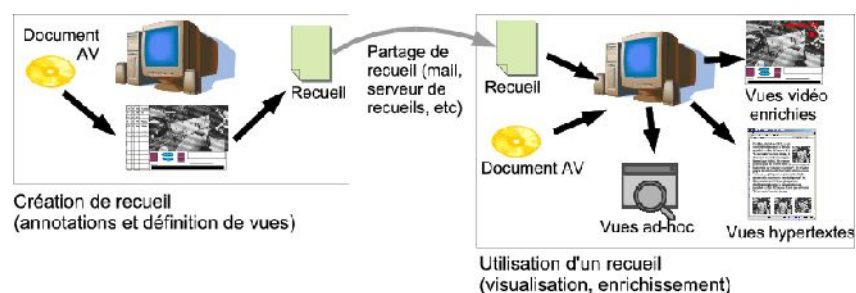 Document
AV
Recueil
Création de recueil
(annotations et définition de vues)
Partage de
recueil (mail,
serveur de
recueils, etc)
Recueil
Document AV
Vues ad-hoc
Vues vidéo
enrichies
Vues hypertextes
Utilisation d'un recueil
(visualisation, enrichissement)